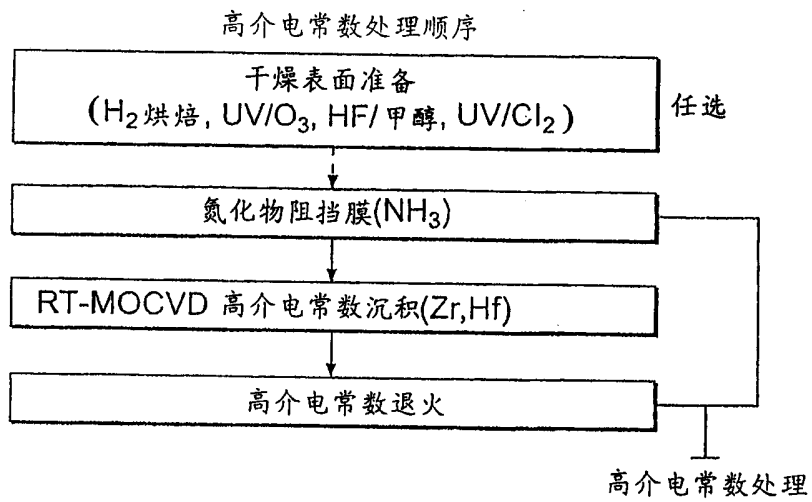 高介电常数处理顺序
干燥表面准备
(H₂烘焙, UV/O₃, HF/甲醇, UV/Cl₂)
任选
氮化物阻挡膜(NH₃)
RT-MOCVD 高介电常数沉积(Zr,Hf)
高介电常数退火
高介电常数处理